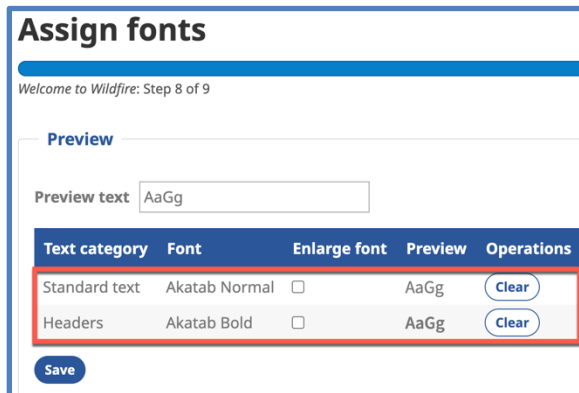 Assign fonts
Welcome to Wildfire: Step 8 of 9
Preview
Preview text AaGg
Text category Font Enlarge font Preview Operations
Standard text Akatab Normal AaGg Clear
Headers Akatab Bold AaGg Clear
Save